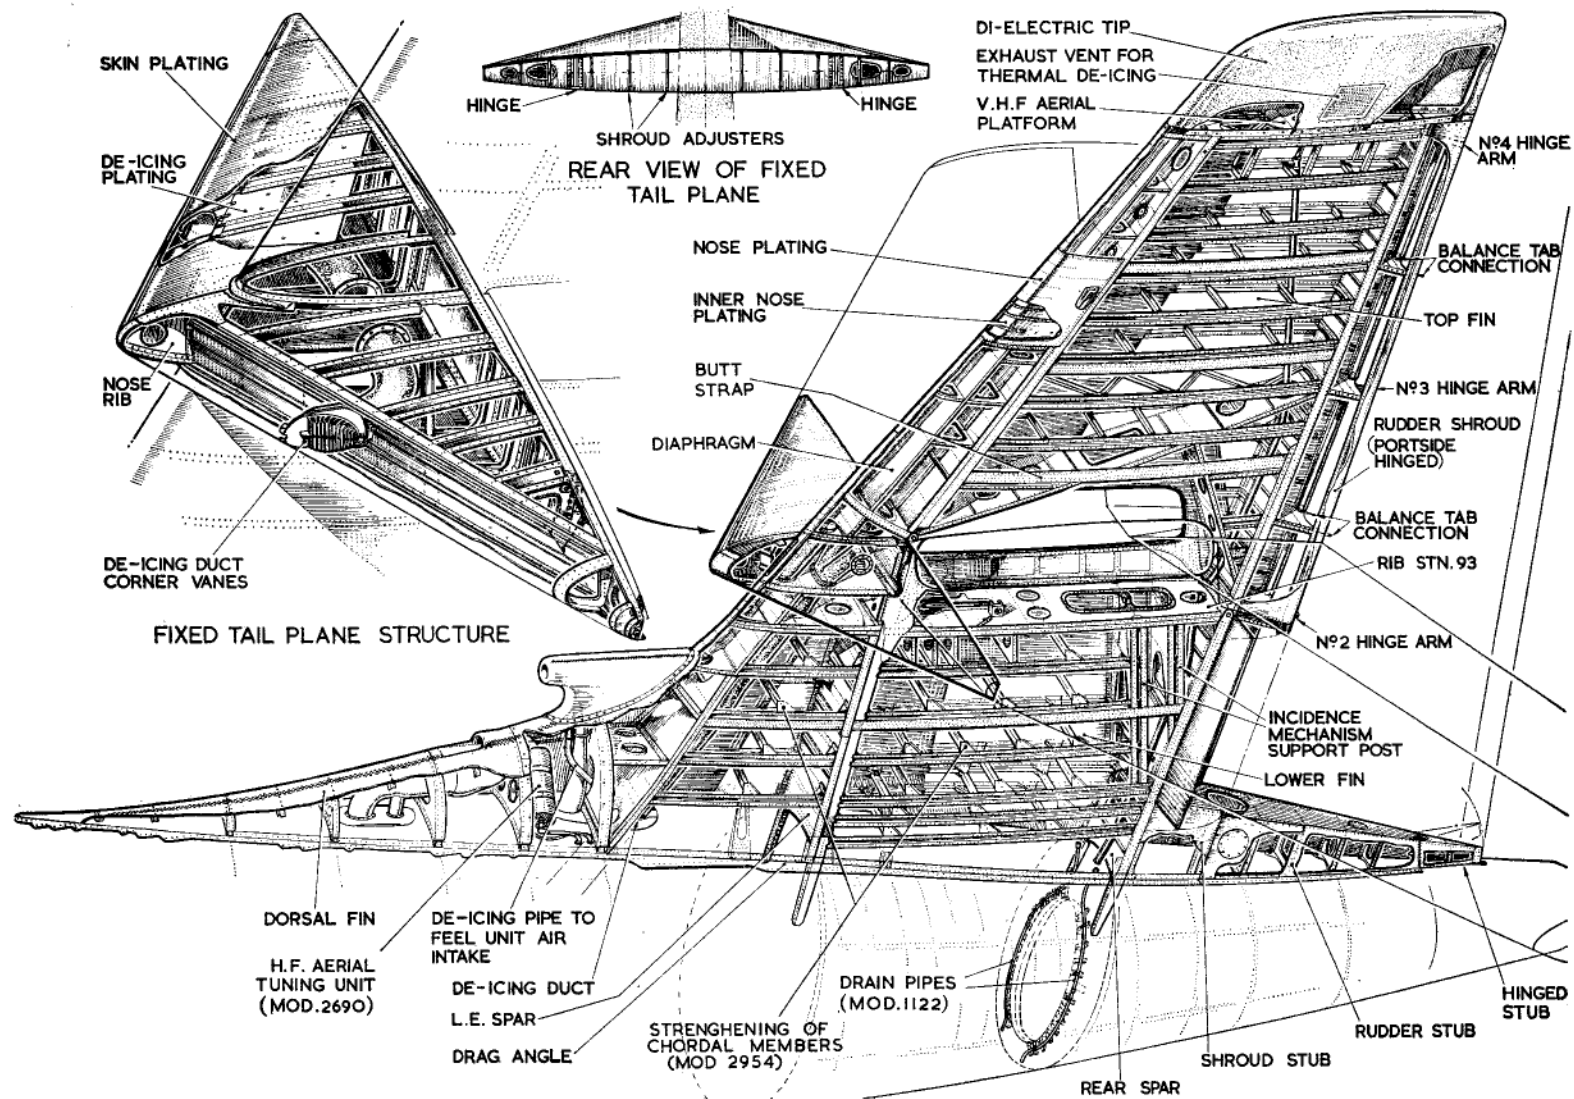 SKIN PLATING
DE-ICING
PLATING
NOSE
RIB
DE-ICING DUCT
CORNER VANES
FIXED TAIL PLANE STRUCTURE
HINGE
HINGE
SHROUD ADJUSTERS
REAR VIEW OF FIXED
TAIL PLANE
DI-ELECTRIC TIP
EXHAUST VENT FOR
THERMAL DE-ICING
V.H.F AERIAL
PLATFORM
NOSE PLATING
INNER NOSE
PLATING
BUTT
STRAP
DIAPHRAGM
Nº4 HINGE
ARM
BALANCE TAB
CONNECTION
TOP FIN
Nº3 HINGE ARM
RUDDER SHROUD
(PORTSIDE
HINGED)
BALANCE TAB
CONNECTION
RIB STN.93
Nº2 HINGE ARM
INCIDENCE
MECHANISM
SUPPORT POST
LOWER FIN
DORSAL FIN
H.F. AERIAL
TUNING UNIT
(MOD.2690)
DE-ICING PIPE TO
FEEL UNIT AIR
INTAKE
DE-ICING DUCT
L.E. SPAR
DRAG ANGLE
STRENGHENING OF
CHORDAL MEMBERS
(MOD 2954)
DRAIN PIPES
(MOD.1122)
REAR SPAR
SHROUD STUB
RUDDER STUB
HINGED
STUB